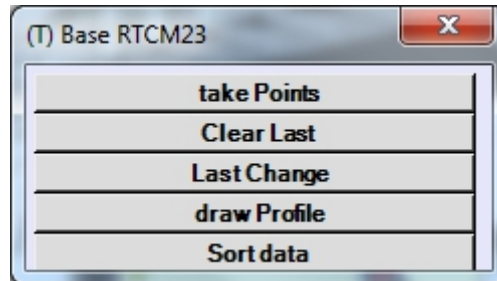 (T) Base RTCM23
take Points
Clear Last
Last Change
draw Profile
Sort data